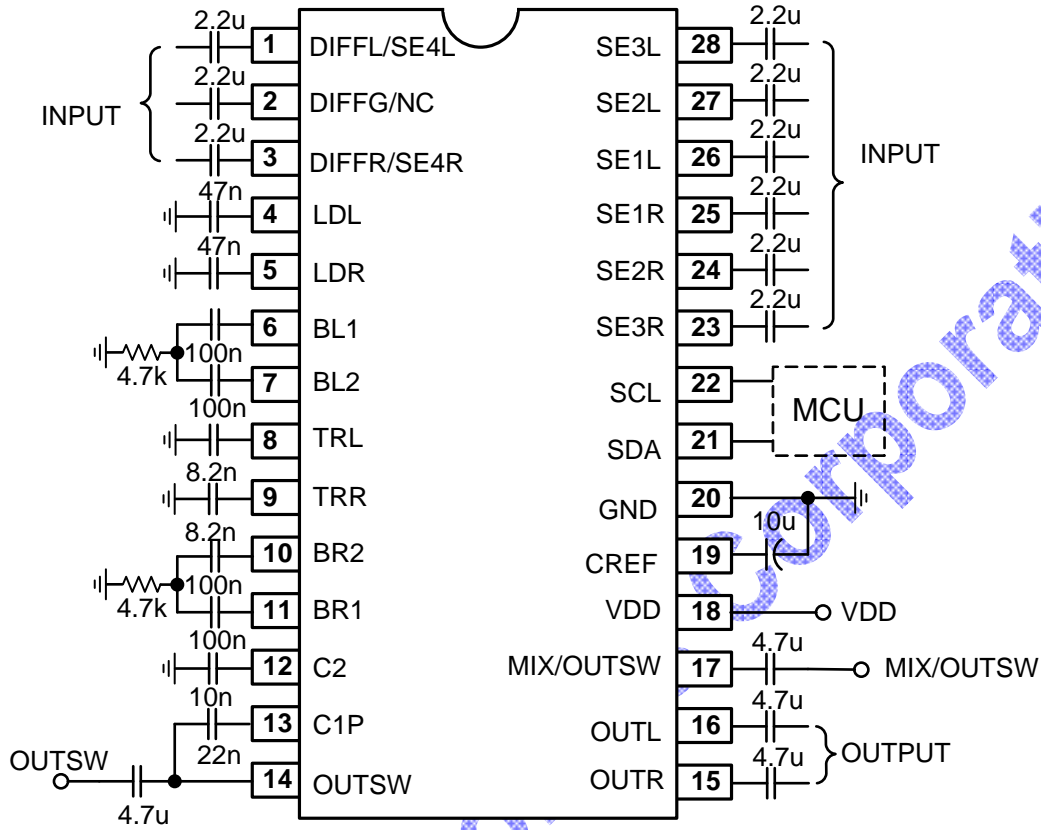 2.2u 1 DIFFL/SE4L
2.2u 2 DIFFG/NC
INPUT
2.2u 3 DIFFR/SE4R
47n 4 LDL
47n 5 LDR
6 BL1
4.7k 100n
7 BL2
100n
8 TRL
8.2n
9 TRR
8.2n
10 BR2
4.7k 100n
11 BR1
100n
12 C2
10n
13 C1P
22n
OUTSW
14 OUTSW
4.7u
SE3L 28 2.2u
SE2L 27 2.2u
SE1L 26 2.2u
INPUT
SE1R 25 2.2u
SE2R 24 2.2u
SE3R 23 2.2u
SCL 22
MCU
SDA 21
GND 20
10u
CREF 19
VDD 18 VDD
4.7u
MIX/OUTSW 17 MIX/OUTSW
4.7u
OUTL 16
OUTPUT
4.7u
OUTR 15